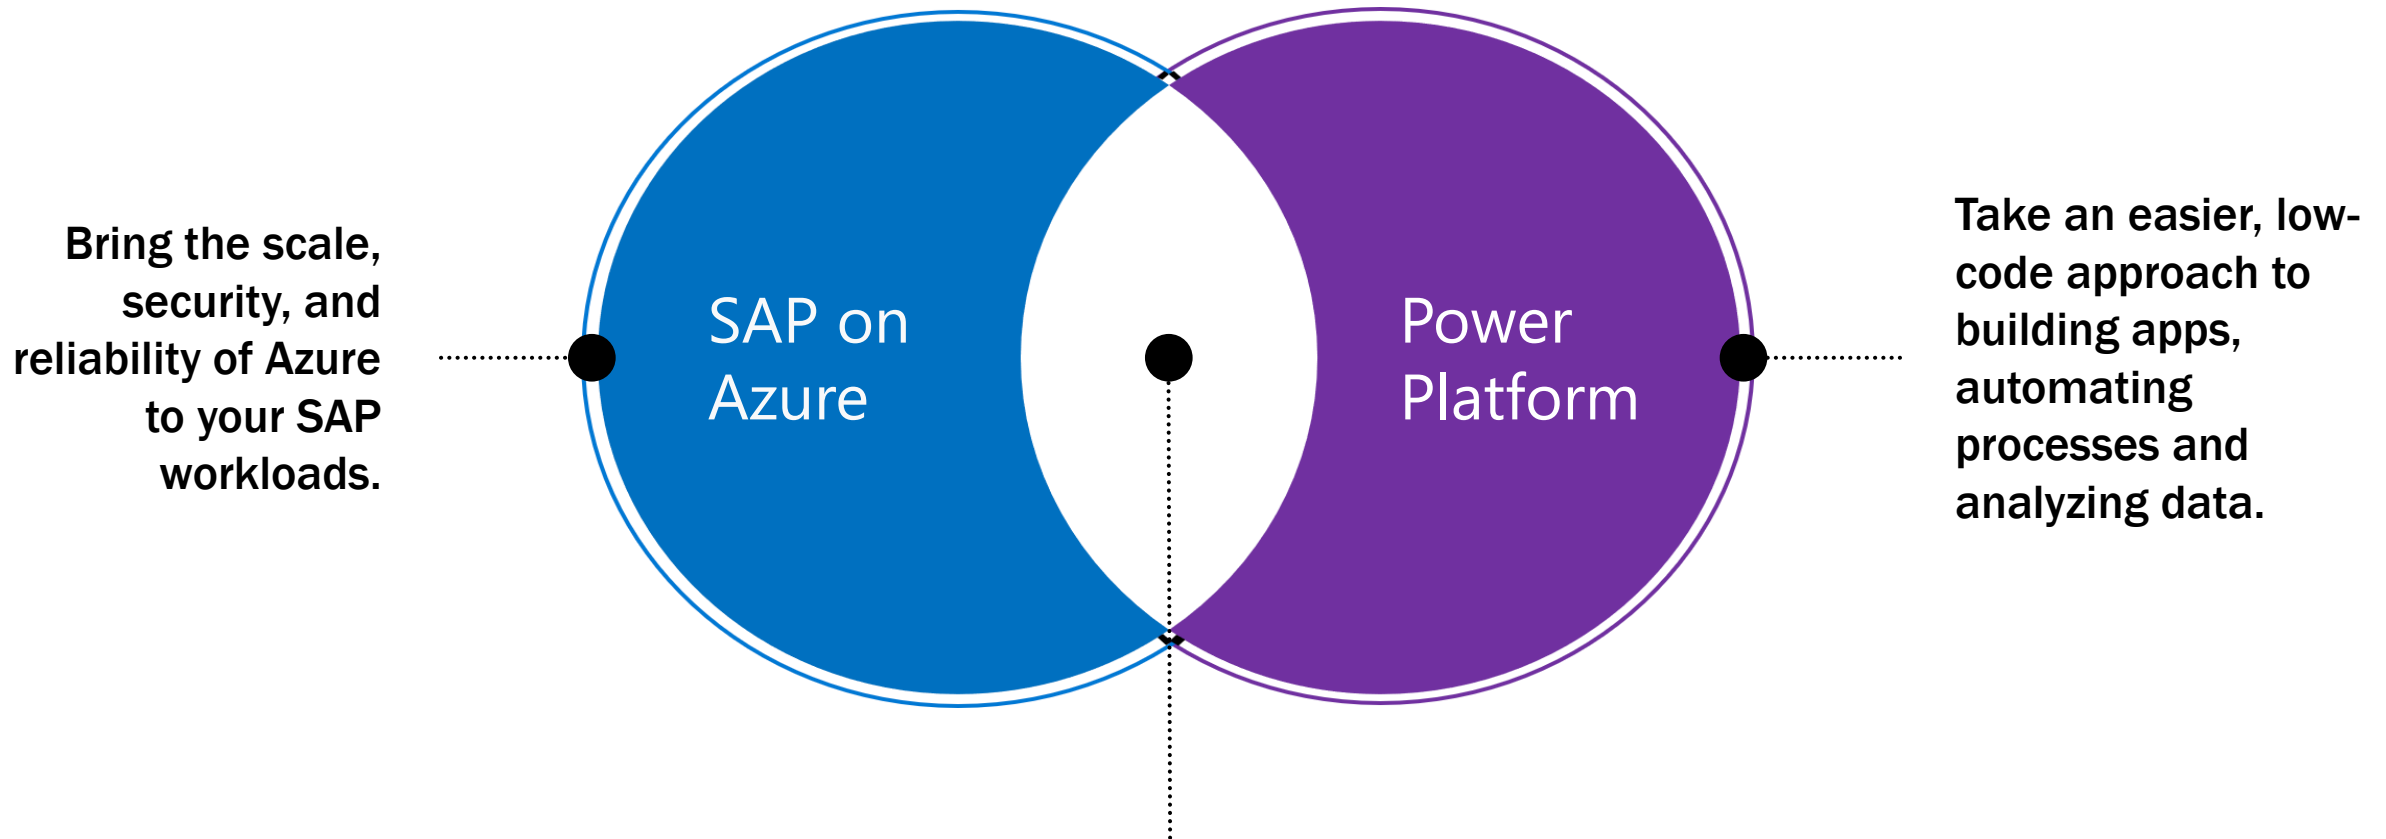 Bring the scale,
security, and
reliability of Azure
to your SAP
workloads.
SAP on
Azure
Power
Platform
Take an easier, low-
code approach to
building apps,
automating
processes and
analyzing data.